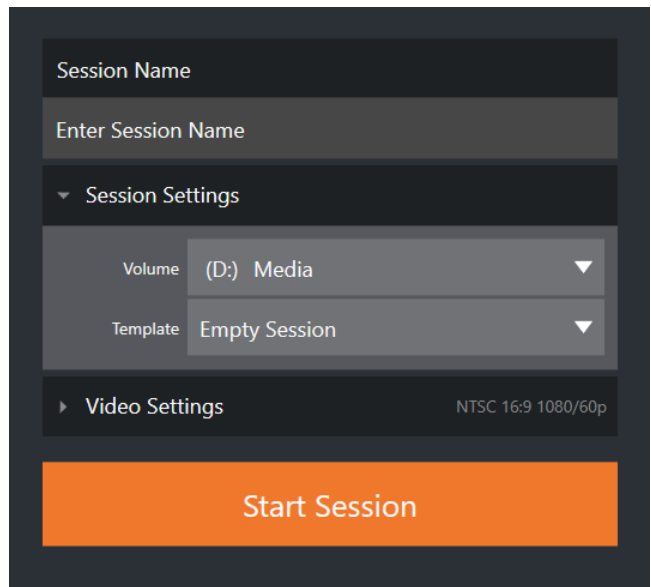 Session Name
Enter Session Name
Session Settings
Volume (D:) Media
Template Empty Session
Video Settings NTSC 16:9 1080/60p
Start Session